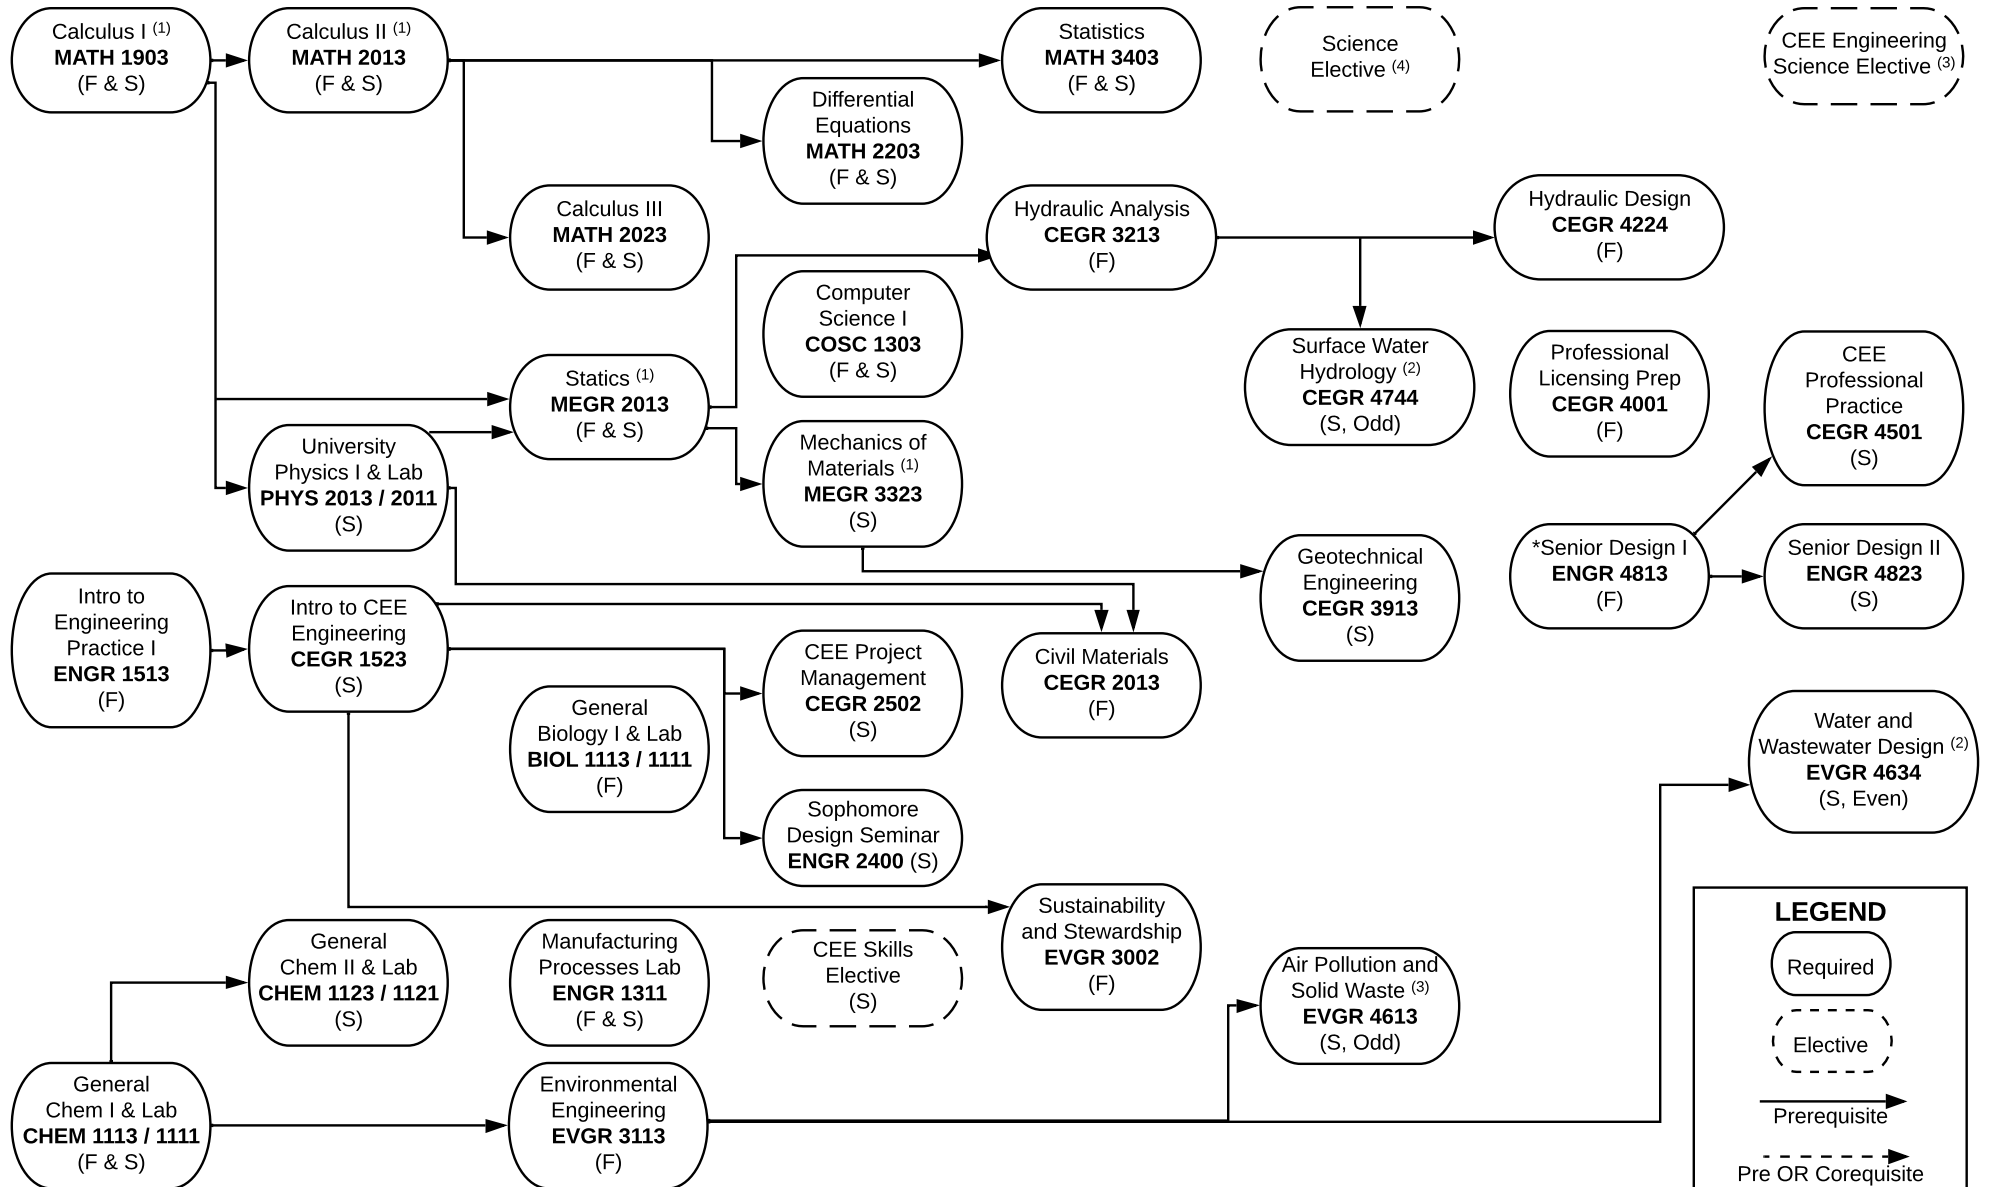 Calculus I (1)
MATH 1903
(F & S)
Calculus II (1)
MATH 2013
(F & S)
Statistics
MATH 3403
(F & S)
Science
Elective (4)
CEE Engineering
Science Elective (3)
Differential
Equations
MATH 2203
(F & S)
Calculus III
MATH 2023
(F & S)
Hydraulic Analysis
CEGR 3213
(F)
Hydraulic Design
CEGR 4224
(F)
Computer
Science I
COSC 1303
(F & S)
Surface Water
Hydrology (2)
CEGR 4744
(S, Odd)
Professional
Licensing Prep
CEGR 4001
(F)
CEE
Professional
Practice
CEGR 4501
(S)
Statics (1)
MEGR 2013
(F & S)
University
Physics I & Lab
PHYS 2013 / 2011
(S)
Mechanics of
Materials (1)
MEGR 3323
(S)
Geotechnical
Engineering
CEGR 3913
(S)
*Senior Design I
ENGR 4813
(F)
Senior Design II
ENGR 4823
(S)
Intro to
Engineering
Practice I
ENGR 1513
(F)
Intro to CEE
Engineering
CEGR 1523
(S)
CEE Project
Management
CEGR 2502
(S)
Civil Materials
CEGR 2013
(F)
General
Biology I & Lab
BIOL 1113 / 1111
(F)
Water and
Wastewater Design (2)
EVGR 4634
(S, Even)
Sophomore
Design Seminar
ENGR 2400 (S)
Sustainability
and Stewardship
EVGR 3002
(F)
General
Chem II & Lab
CHEM 1123 / 1121
(S)
Manufacturing
Processes Lab
ENGR 1311
(F & S)
CEE Skills
Elective
(S)
Air Pollution and
Solid Waste (3)
EVGR 4613
(S, Odd)
General
Chem I & Lab
CHEM 1113 / 1111
(F & S)
Environmental
Engineering
EVGR 3113
(F)
LEGEND
Required
Elective
Prerequisite
Pre OR Corequisite